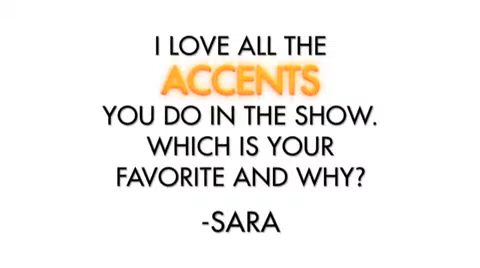 I LOVE ALL THE
ACCENTS
YOU DO IN THE SHOW.
WHICH IS YOUR
FAVORITE AND WHY?
-SARA